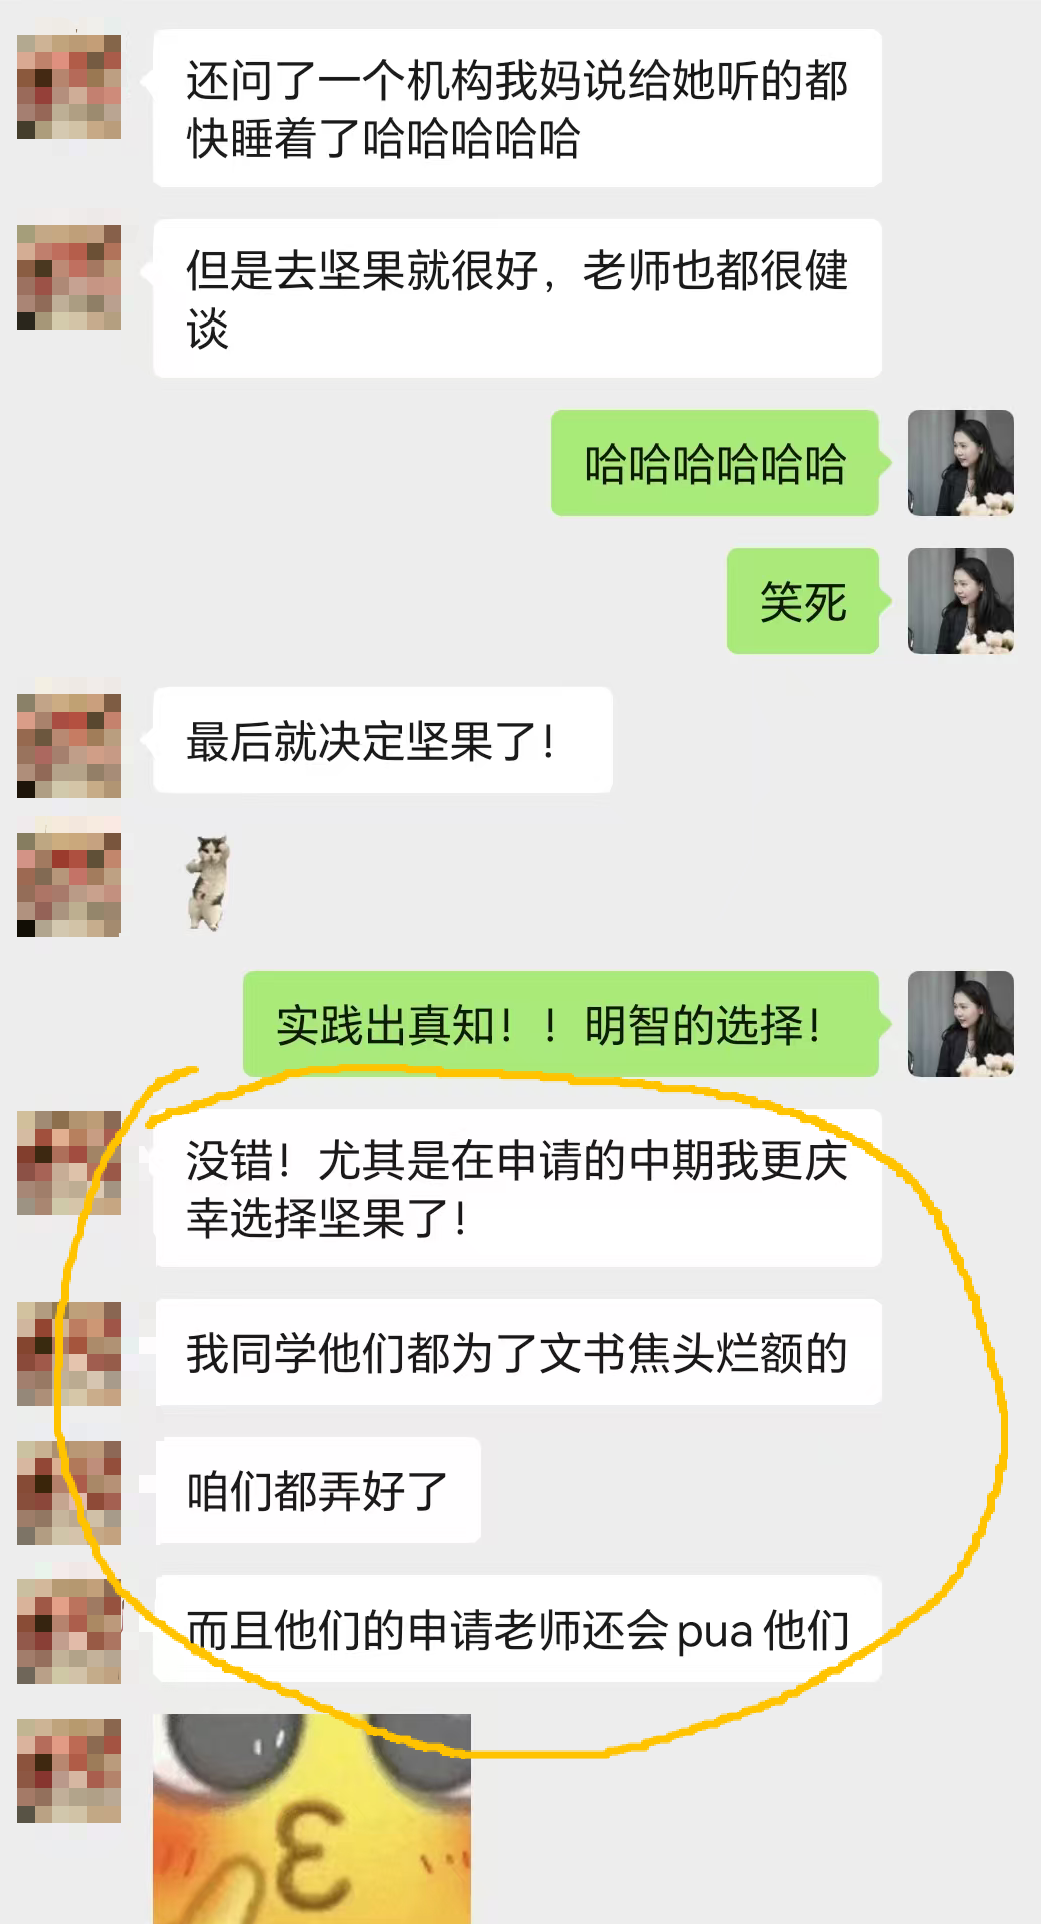 还问了一个机构我妈说给她听的都
快睡着了哈哈哈哈哈
但是去坚果就很好，老师也都很健
谈
哈哈哈哈哈哈
笑死
最后就决定坚果了！
实践出真知！！明智的选择！
没错！尤其是在申请的中期我更庆
幸选择坚果了！
我同学他们都为了文书焦头烂额的
咱们都弄好了
而且他们的申请老师还会pua他们